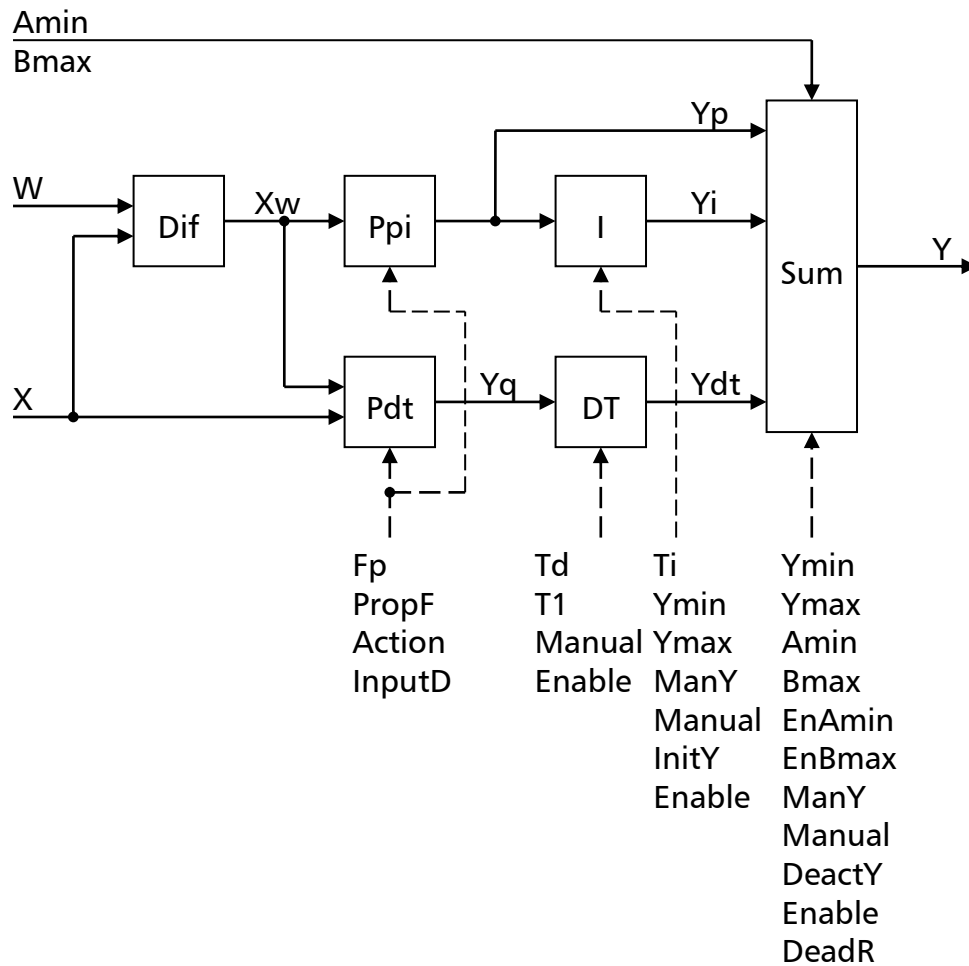 Amin
Bmax
Yp
W
Dif
Xw
Ppi
I
Yi
Sum
Y
X
Pdt
Yq
DT
Ydt
Fp
PropF
Action
InputD
Td
T1
Manual
Enable
Ti
Ymin
Ymax
ManY
Manual
InitY
Enable
Ymin
Ymax
Amin
Bmax
EnAmin
EnBmax
ManY
Manual
DeactY
Enable
DeadR